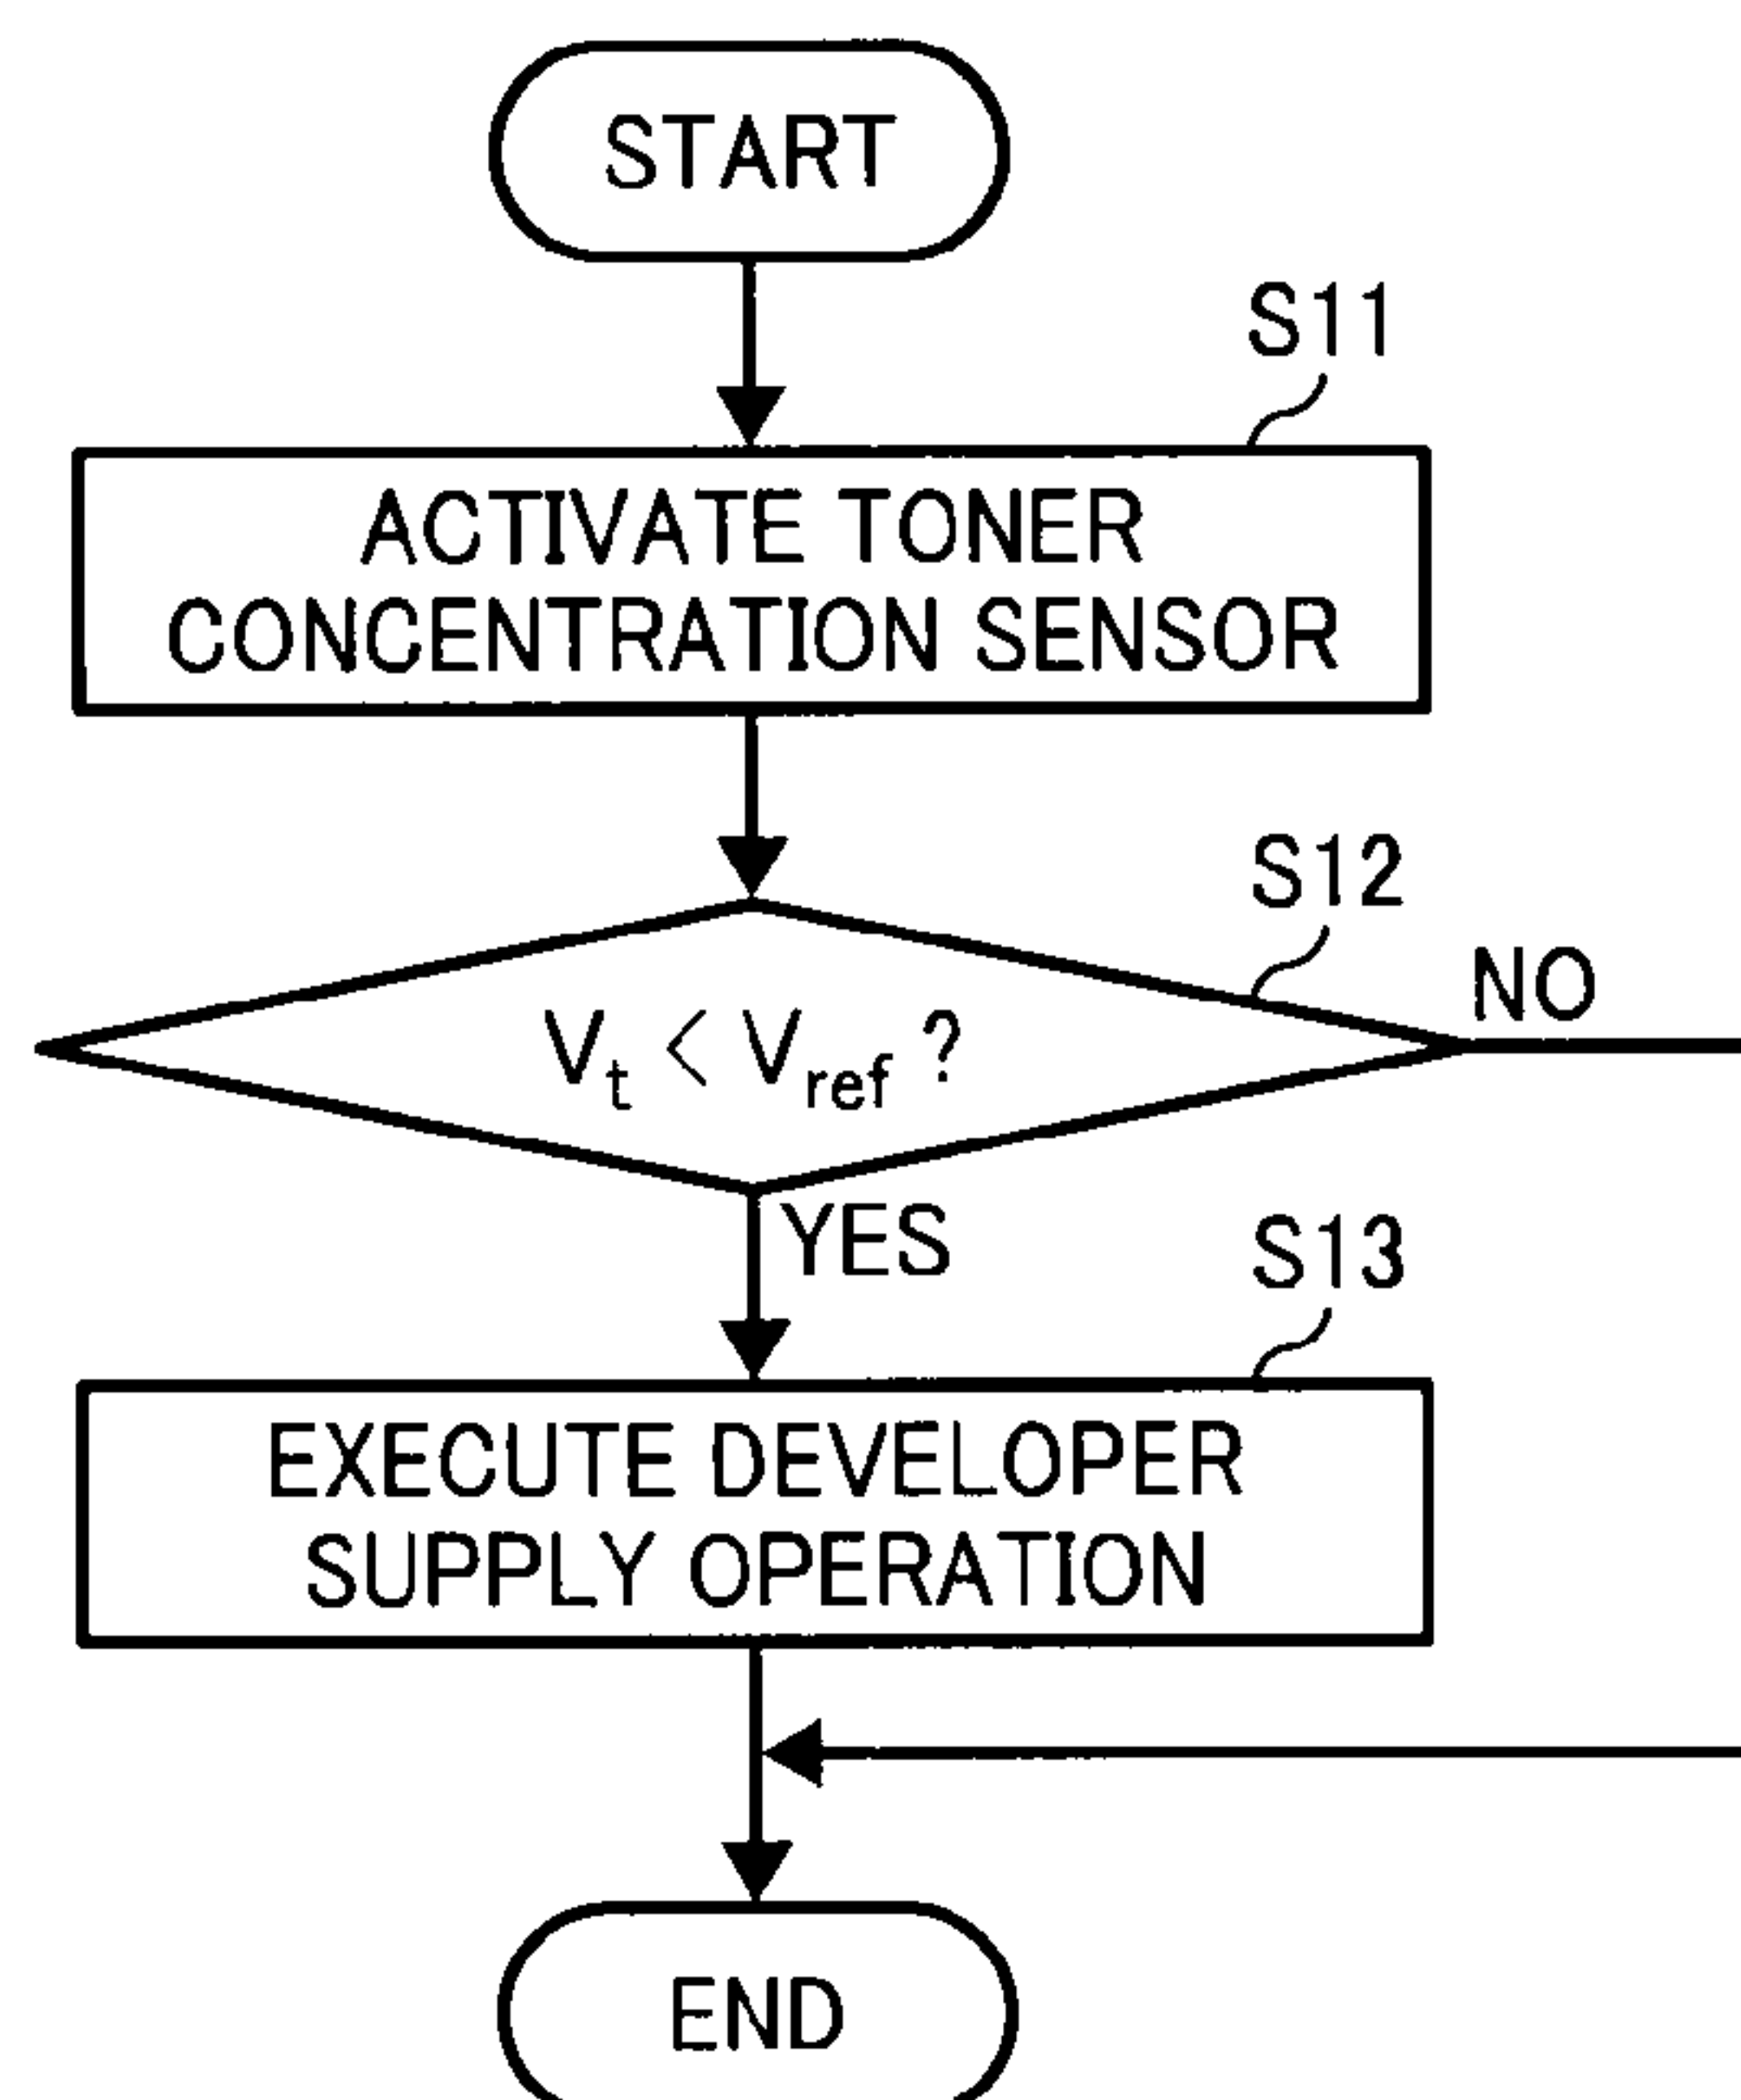 START
S11
ACTIVATE TONER
CONCENTRATION SENSOR
S12
NO
Vt < Vref ?
YES
S13
EXECUTE DEVELOPER
SUPPLY OPERATION
END